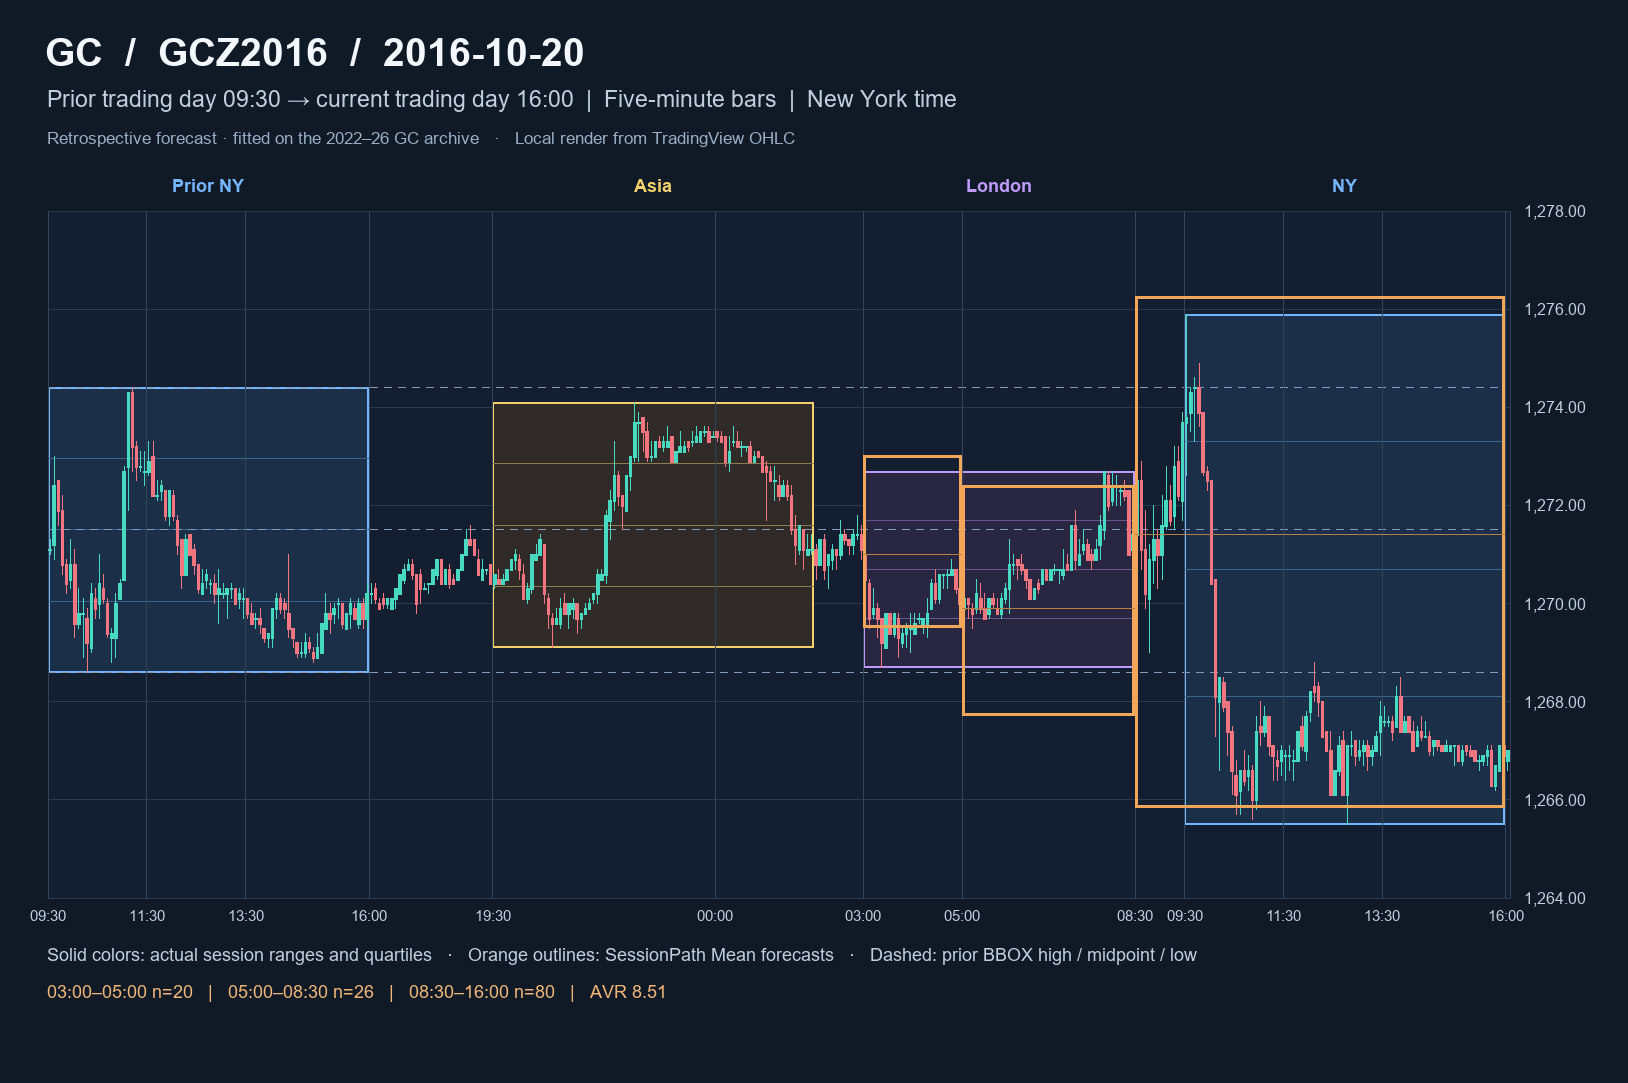 GC / GCZ2016 / 2016-10-20
Prior trading day 09:30 → current trading day 16:00 | Five-minute bars | New York time
Retrospective forecast · fitted on the 2022–26 GC archive · Local render from TradingView OHLC
Prior NY Asia London NY
1,278.00
1,276.00
1,274.00
1,272.00
1,270.00
1,268.00
1,266.00
1,264.00
09:30 11:30 13:30 16:00 19:30 00:00 03:00 05:00 08:30 09:30 11:30 13:30 16:00
Solid colors: actual session ranges and quartiles · Orange outlines: SessionPath Mean forecasts · Dashed: prior BBOX high / midpoint / low
03:00–05:00 n=20 | 05:00–08:30 n=26 | 08:30–16:00 n=80 | AVR 8.51